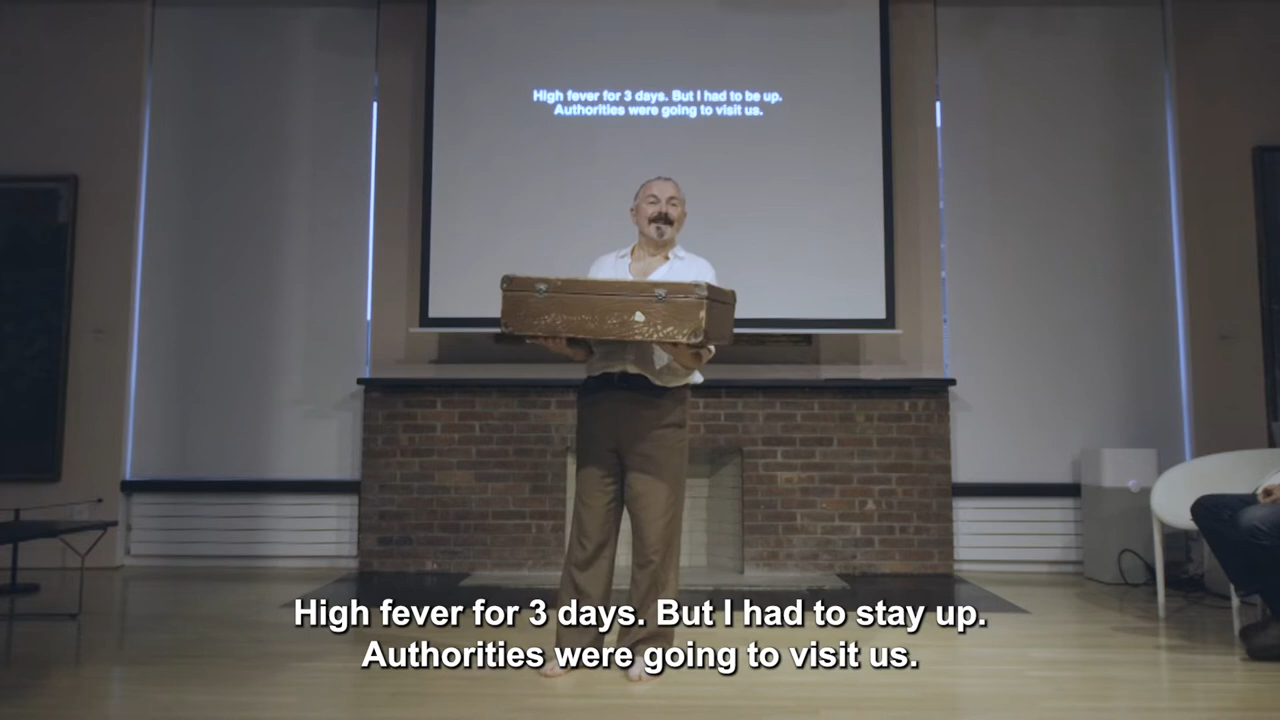 High fever for 3 days. But I had to be up.
Authorities were going to visit us.
High fever for 3 days. But I had to stay up.
Authorities were going to visit us.